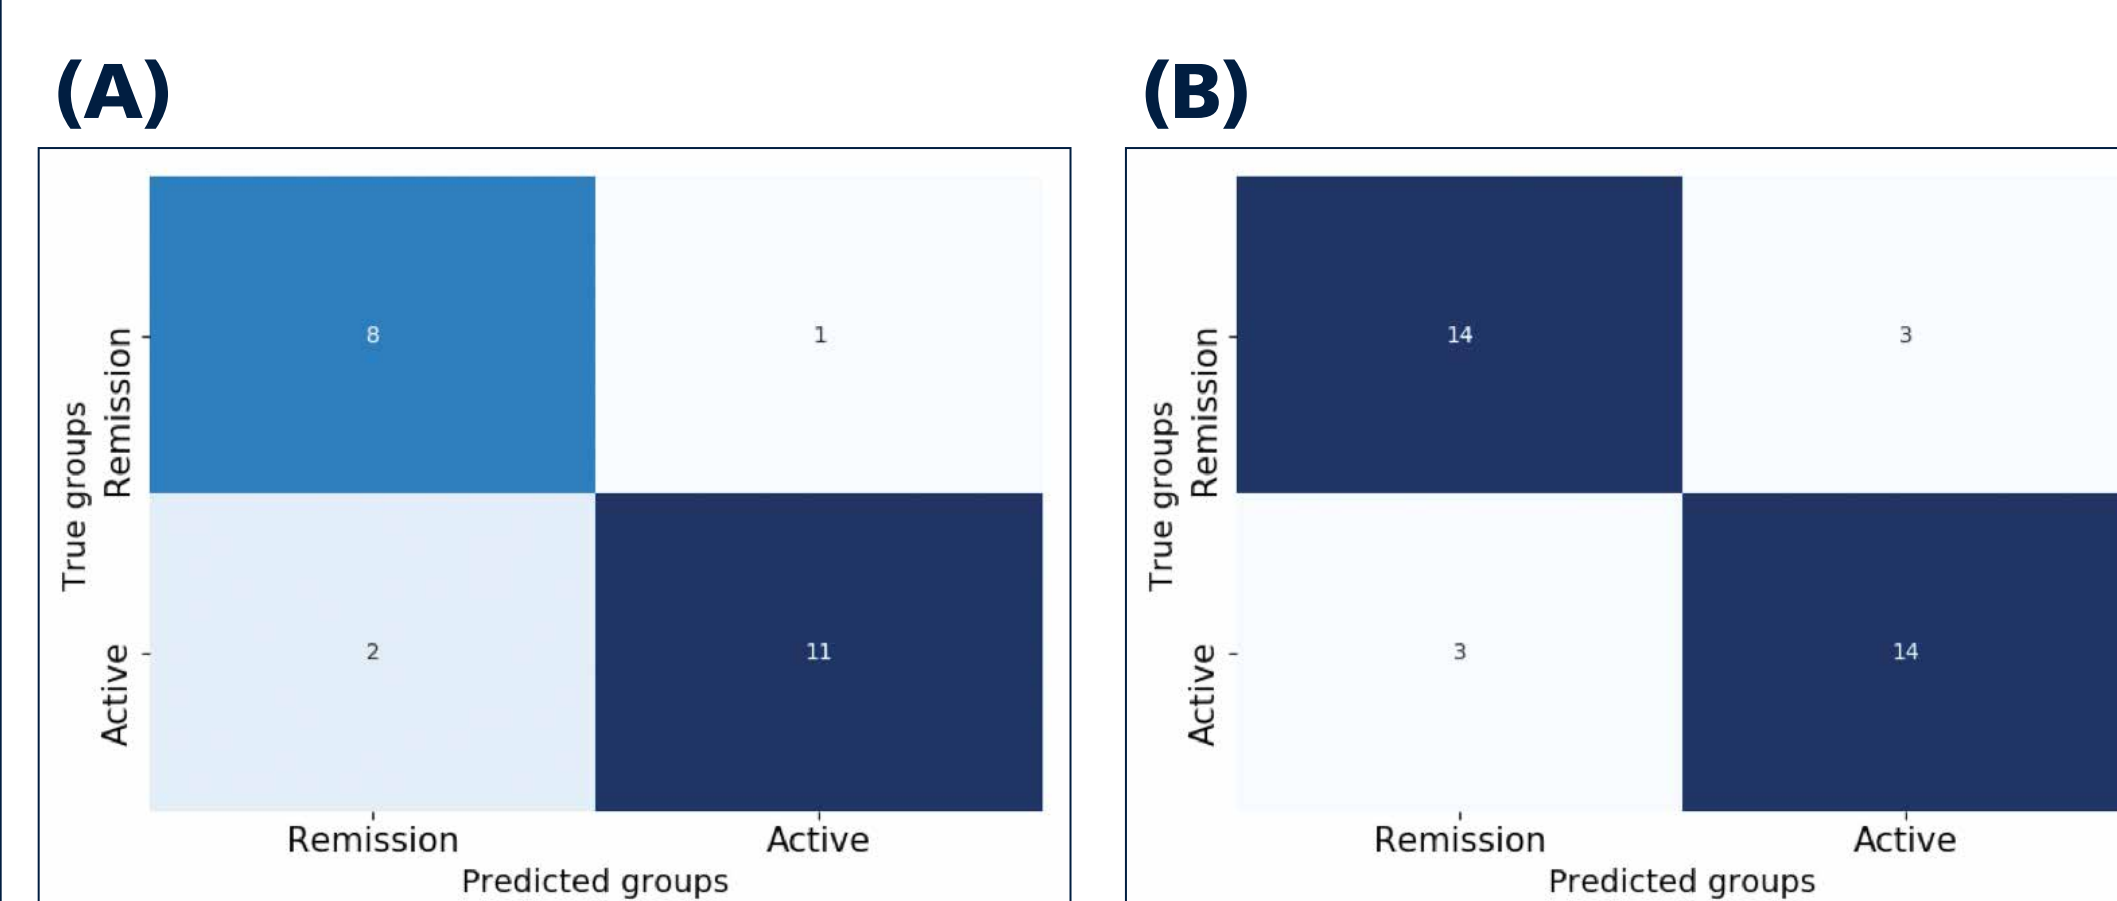 (A)
True groups
Remission
Active
8
1
2
11
Remission
Active
Predicted groups
(B)
True groups
Remission
Active
14
3
3
14
Remission
Active
Predicted groups